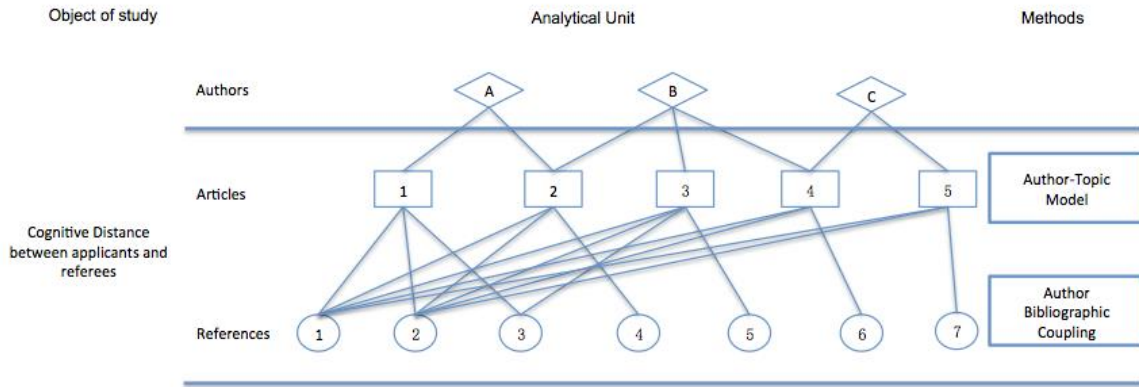 Object of study
Analytical Unit
Methods
Authors
A
B
C
Articles
1
2
3
4
5
Author-Topic
Model
Cognitive Distance
between applicants and
referees
References
1
2
3
4
5
6
7
Author
Bibliographic
Coupling